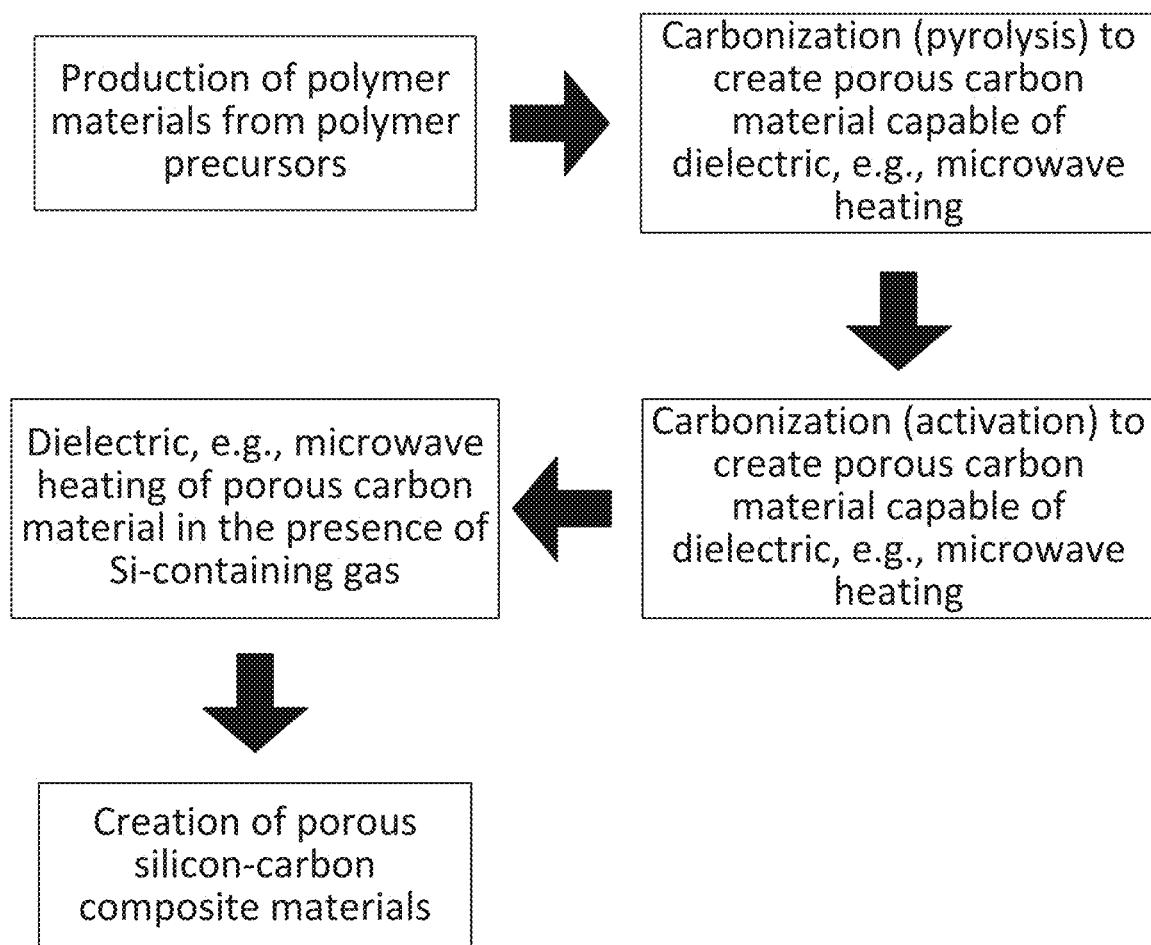 Production of polymer
materials from polymer
precursors
Carbonization (pyrolysis) to
create porous carbon
material capable of
dielectric, e.g., microwave
heating
Carbonization (activation) to
create porous carbon
material capable of
dielectric, e.g., microwave
heating
Dielectric, e.g., microwave
heating of porous carbon
material in the presence of
Si-containing gas
Creation of porous
silicon-carbon
composite materials